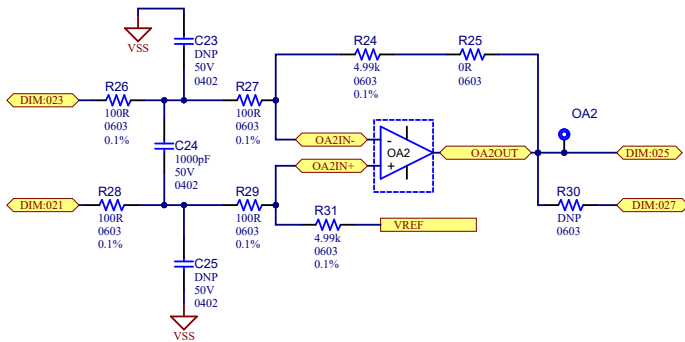 VSS
C23
DNP
50V
0402
R24
4.99k
0603
0.1%
R25
0R
0603
DIM:023
R26
100R
0603
0.1%
R27
100R
0603
0.1%
C24
1000pF
50V
0402
OA2IN-
OA2IN+
-
+
OA2
OA2OUT
OA2
DIM:025
DIM:021
R28
100R
0603
0.1%
R29
100R
0603
0.1%
R31
4.99k
0603
0.1%
VREF
R30
DNP
0603
DIM:027
C25
DNP
50V
0402
VSS